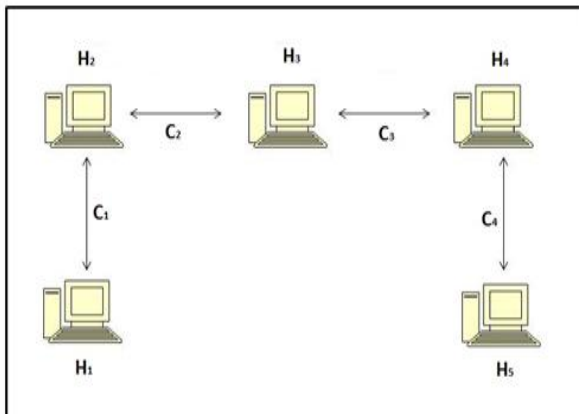 H₂ H₃ H₄
C₂ C₃
C₁ C₄
H₁ H₅